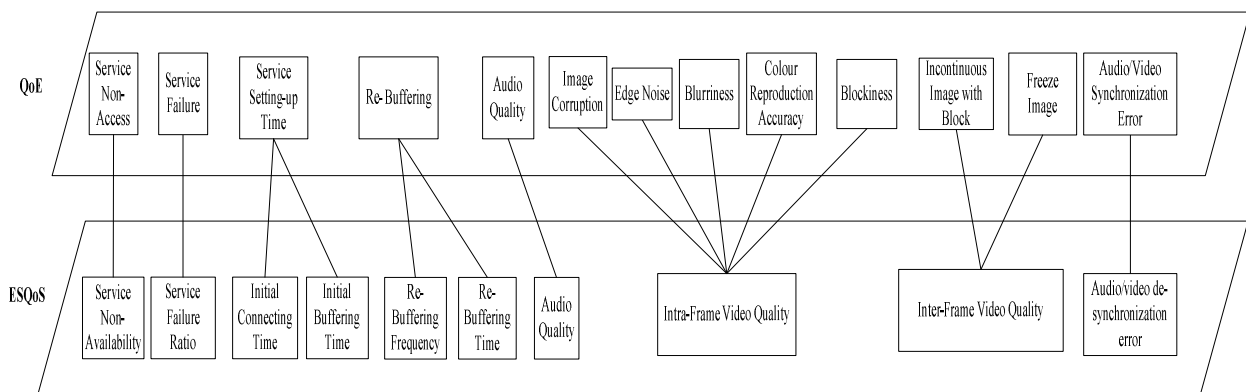 QoE
Service
Non-
Access
Service
Failure
Service
Setting-up
Time
Re- Buffering
Audio
Quality
Image
Corruption
Edge Noise
Blurriness
Colour
Reproduction
Accuracy
Blockiness
Incontinuous
Image with
Block
Freeze
Image
Audio/Video
Synchronization
Error
ESQoS
Service
Non-
Availability
Service
Failure
Ratio
Initial
Connecting
Time
Initial
Buffering
Time
Re-
Buffering
Frequency
Re-
Buffering
Time
Audio
Quality
Intra-Frame Video Quality
Inter-Frame Video Quality
Audio/video de-
synchronization
error